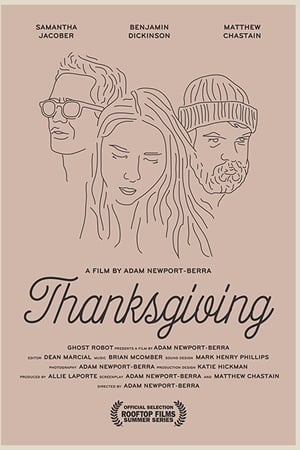 SAMANTHA BENJAMIN MATTHEW
JACOBER DICKINSON CHASTAIN
A FILM BY ADAM NEWPORT-BERRA
Thanksgiving
GHOST ROBOT PRESENTS A FILM BY ADAM NEWPORT-BERRA
EDITOR DEAN MARCIAL MUSIC BRIAN MCOMBER SOUND DESIGN MARK HENRY PHILLIPS
PHOTOGRAPHY ADAM NEWPORT-BERRA PRODUCTION DESIGN KATIE HICKMAN
PRODUCED BY ALLIE LAPORTE SCREENPLAY ADAM NEWPORT-BERRA AND MATTHEW CHASTAIN
DIRECTED BY ADAM NEWPORT-BERRA
OFFICIAL SELECTION
ROOFTOP FILMS
SUMMER SERIES